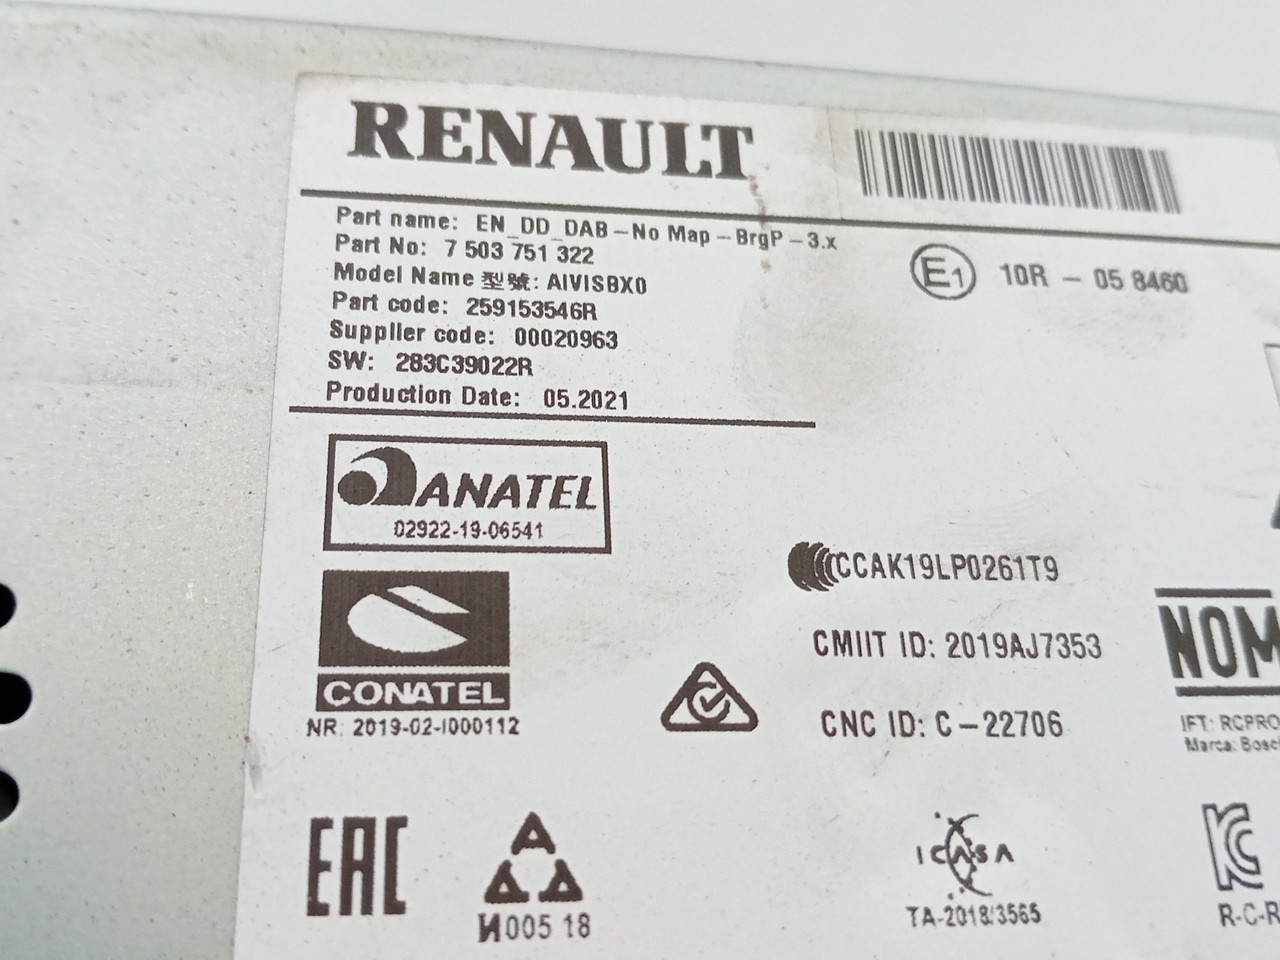 RENAULT
Part name: EN_DD_DAB-No Map-BrgP-3.x
Part No: 7 503 751 322
Model Name 型號: AIVISBX0
Part code: 259153546R
Supplier code: 00020963
SW: 283C39022R
Production Date: 05.2021
E1 10R - 05 8460
ANATEL
02922-19-06541
CCAK19LP0261T9
CMIIT ID: 2019AJ7353
NOM
CONATEL
NR: 2019-02-I000112
CNC ID: C-22706
IFT: RCPRO
Marca: Bosc
EAC
A
A A
И005 18
ICASA
TA-2018/3565
KC
R-C-R